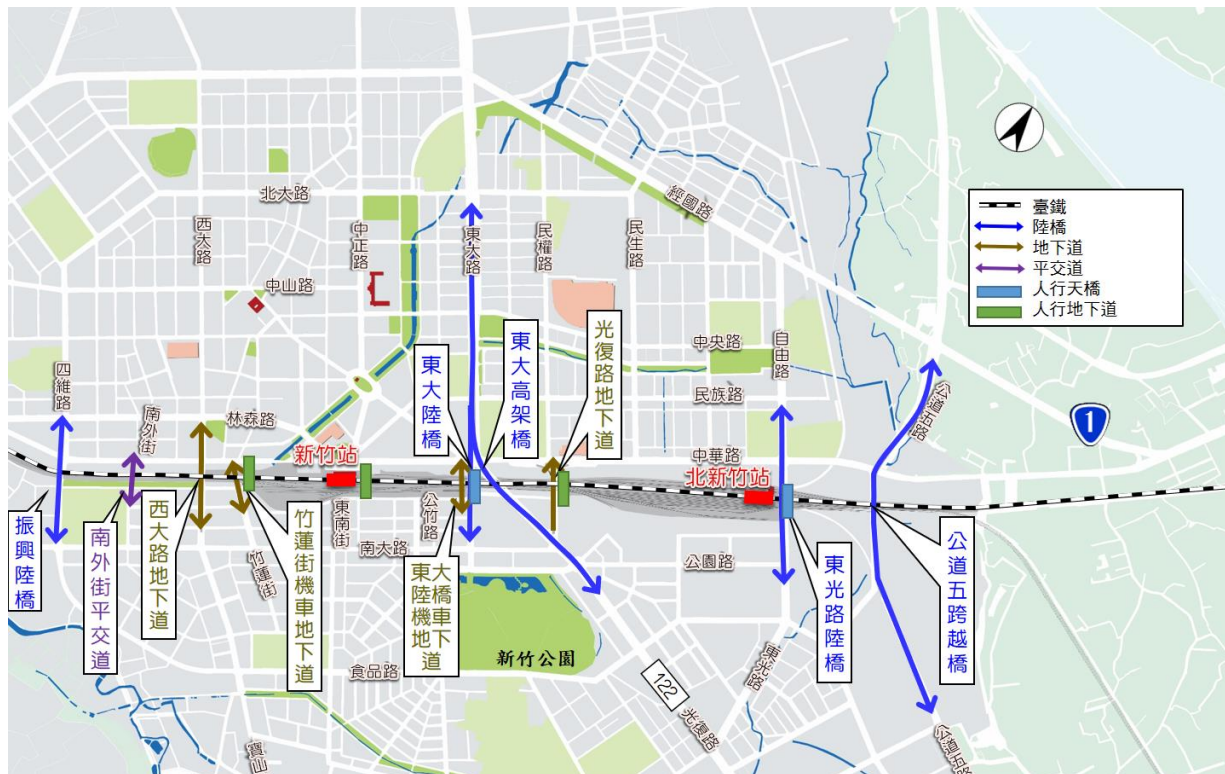 臺鐵
陸橋
地下道
平交道
人行天橋
人行地下道
1
北大路
西大路
中正路
中山路
東大路
民權路
民生路
經國路
自由路
中央路
民族路
中華路
公道五路
四維路
南外街
林森路
新竹站
北新竹站
東大陸橋
東大高架橋
光復路地下道
振興陸橋
南外街平交道
西大路地下道
竹蓮街
竹蓮街機車地下道
東南街
公竹路
南大路
東大陸橋機車地下道
公園路
東光路陸橋
公道五跨越橋
新竹公園
食品路
122
光復路
東光路
公道五路
寶山